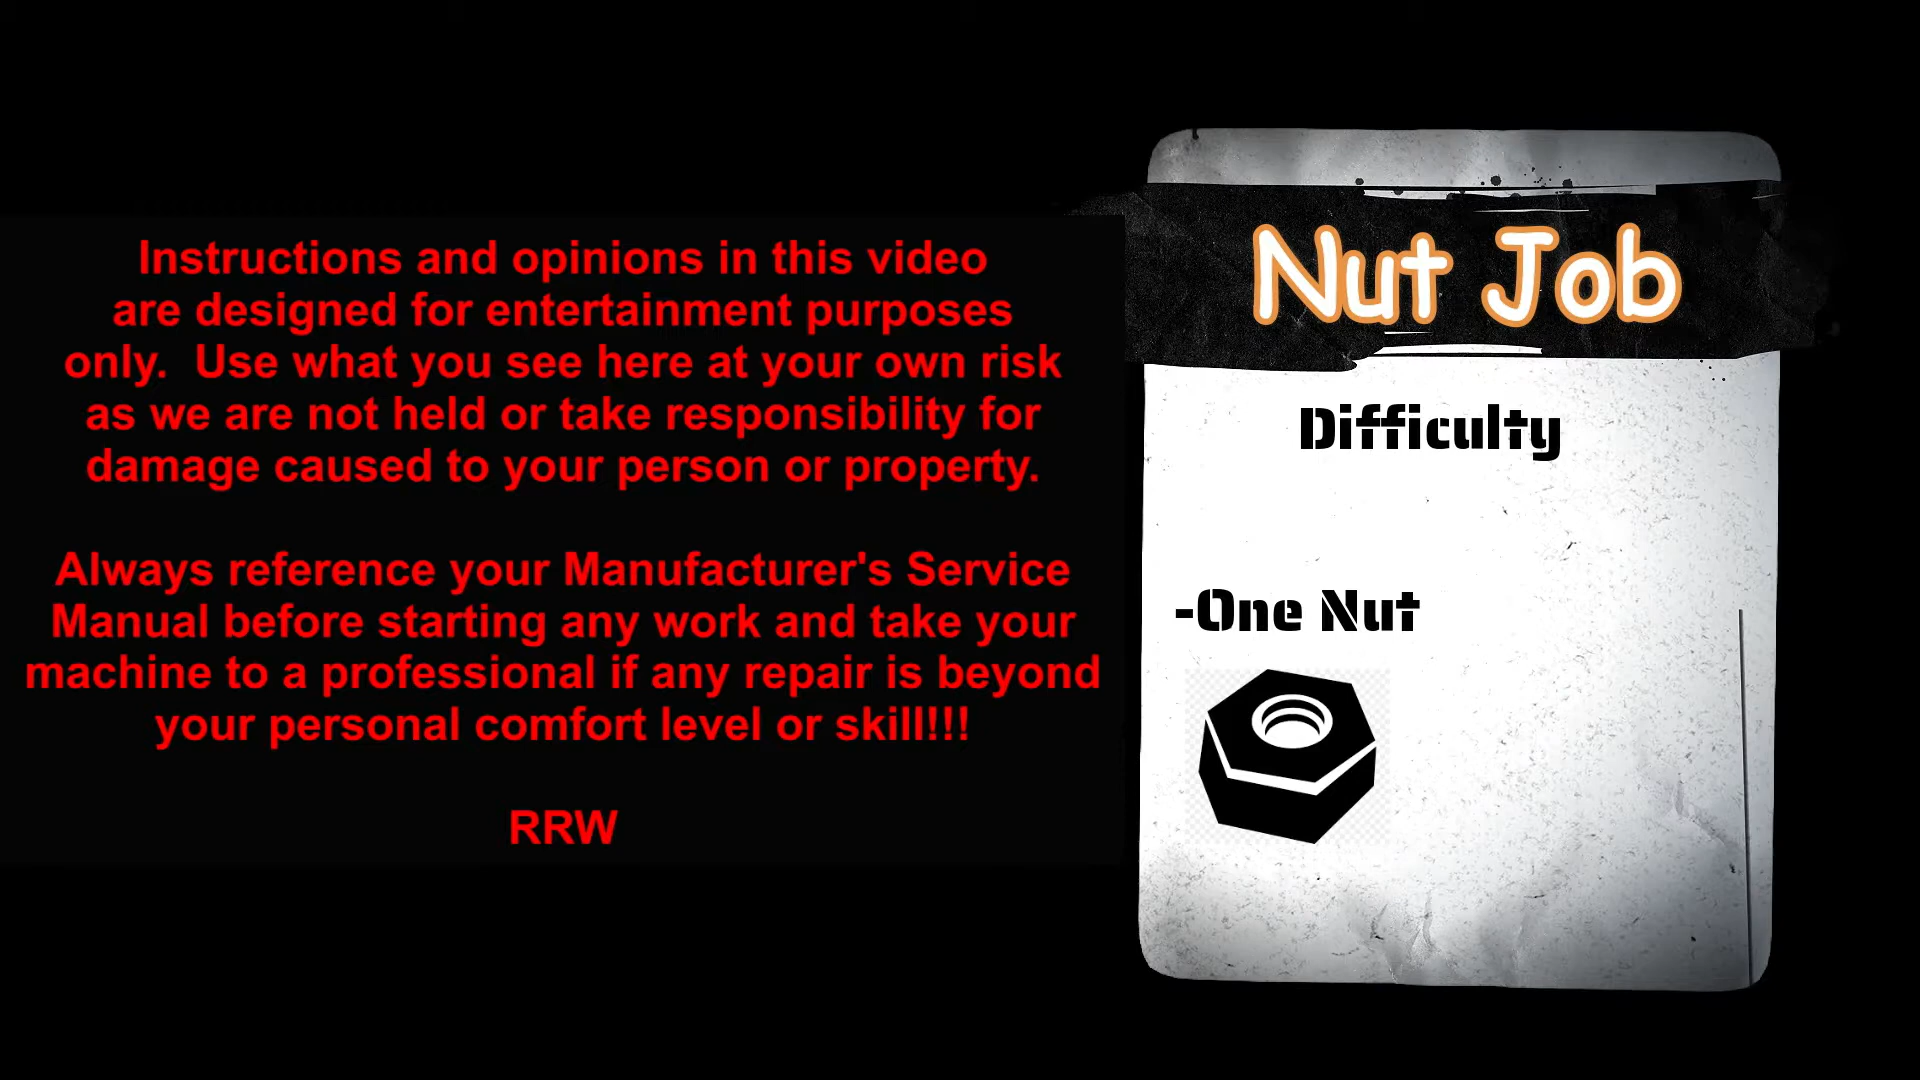 Instructions and opinions in this video
are designed for entertainment purposes
only.  Use what you see here at your own risk
as we are not held or take responsibility for
damage caused to your person or property.
Always reference your Manufacturer's Service
Manual before starting any work and take your
machine to a professional if any repair is beyond
your personal comfort level or skill!!!
RRW
Nut Job
Difficulty
-One Nut